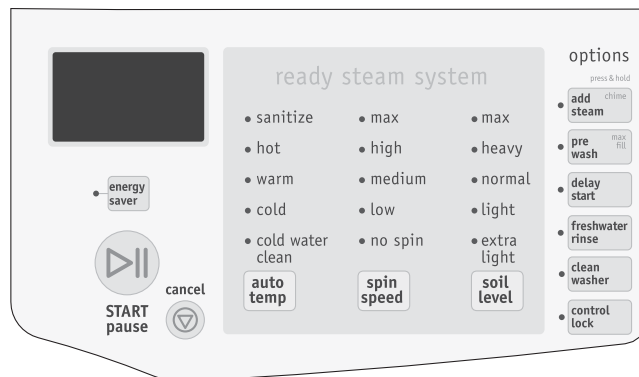 ready steam system
• sanitize
• hot
• warm
• cold
• cold water
clean
auto
temp
• max
• high
• medium
• low
• no spin
spin
speed
• max
• heavy
• normal
• light
• extra
light
soil
level
energy
saver
START
pause
cancel
options
press & hold
add
steam
chime
pre
wash
max
fill
delay
start
freshwater
rinse
clean
washer
control
lock